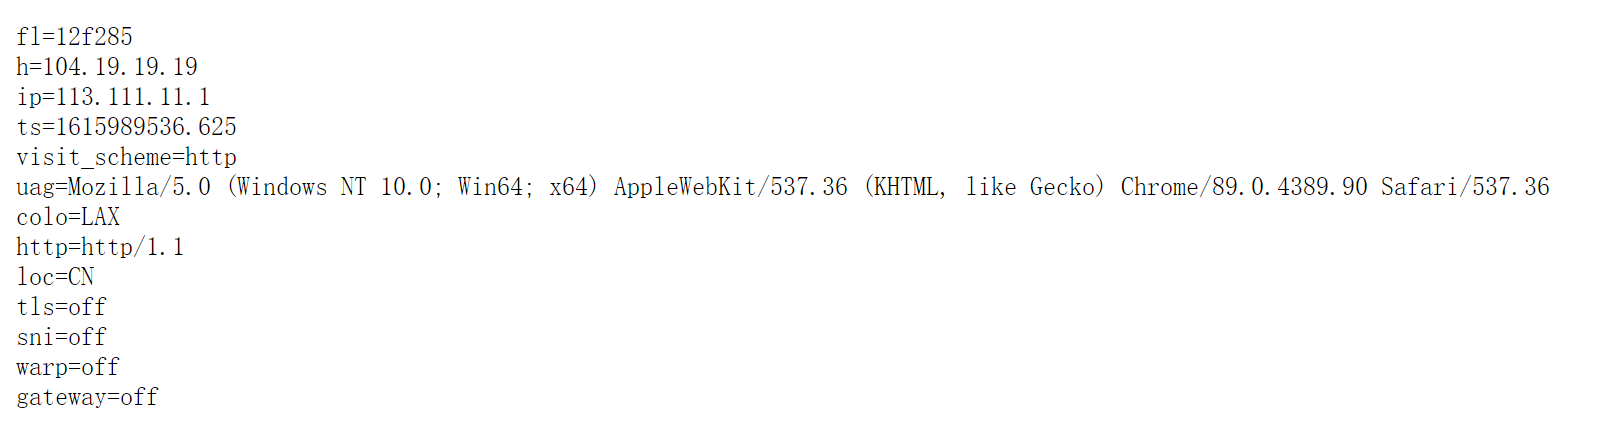 fl=12f285
h=104.19.19.19
ip=113.111.11.1
ts=1615989536.625
visit_scheme=http
uag=Mozilla/5.0 (Windows NT 10.0; Win64; x64) AppleWebKit/537.36 (KHTML, like Gecko) Chrome/89.0.4389.90 Safari/537.36
colo=LAX
http=http/1.1
loc=CN
tls=off
sni=off
warp=off
gateway=off